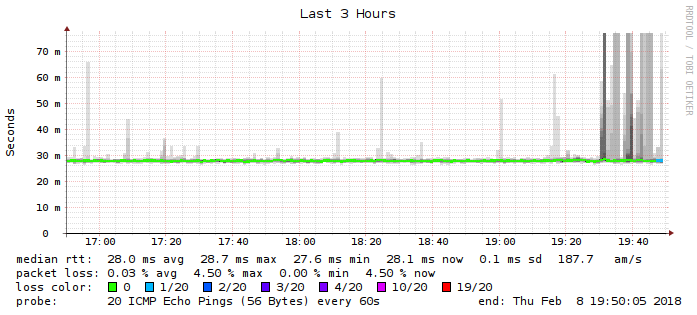 Last 3 Hours
RRDTOOL / TOBI OETIKER
Seconds
70 m
60 m
50 m
40 m
30 m
20 m
10 m
0
17:00 17:20 17:40 18:00 18:20 18:40 19:00 19:20 19:40
median rtt: 28.0 ms avg 28.7 ms max 27.6 ms min 28.1 ms now 0.1 ms sd 187.7 am/s
packet loss: 0.03 % avg 4.50 % max 0.00 % min 4.50 % now
loss color: 0 1/20 2/20 3/20 4/20 10/20 19/20
probe: 20 ICMP Echo Pings (56 Bytes) every 60s end: Thu Feb 8 19:50:05 2018